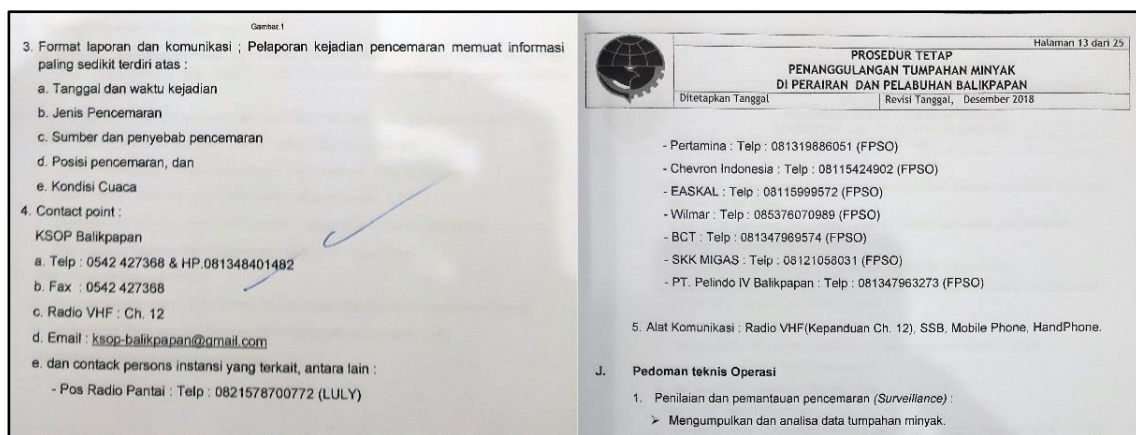 Gambar.1
3. Format laporan dan komunikasi ; Pelaporan kejadian pencemaran memuat informasi
paling sedikit terdiri atas :
a. Tanggal dan waktu kejadian
b. Jenis Pencemaran
c. Sumber dan penyebab pencemaran
d. Posisi pencemaran, dan
e. Kondisi Cuaca
4. Contact point :
KSOP Balikpapan
a. Telp : 0542 427368 & HP.081348401482
b. Fax : 0542 427368
c. Radio VHF : Ch. 12
d. Email : ksop-balikpapan@gmail.com
e. dan contack persons instansi yang terkait, antara lain :
- Pos Radio Pantai : Telp : 0821578700772 (LULY)
Halaman 13 dari 25
PROSEDUR TETAP
PENANGGULANGAN TUMPAHAN MINYAK
DI PERAIRAN DAN PELABUHAN BALIKPAPAN
Ditetapkan Tanggal Revisi Tanggal, Desember 2018
- Pertamina : Telp : 081319886051 (FPSO)
- Chevron Indonesia : Telp : 08115424902 (FPSO)
- EASKAL : Telp : 08115999572 (FPSO)
- Wilmar : Telp : 085376070989 (FPSO)
- BCT : Telp : 081347969574 (FPSO)
- SKK MIGAS : Telp : 08121058031 (FPSO)
- PT. Pelindo IV Balikpapan : Telp : 081347963273 (FPSO)
5. Alat Komunikasi : Radio VHF(Kepanduan Ch. 12), SSB, Mobile Phone, HandPhone.
J. Pedoman teknis Operasi
1. Penilaian dan pemantauan pencemaran (Surveillance) :
➢ Mengumpulkan dan analisa data tumpahan minyak.